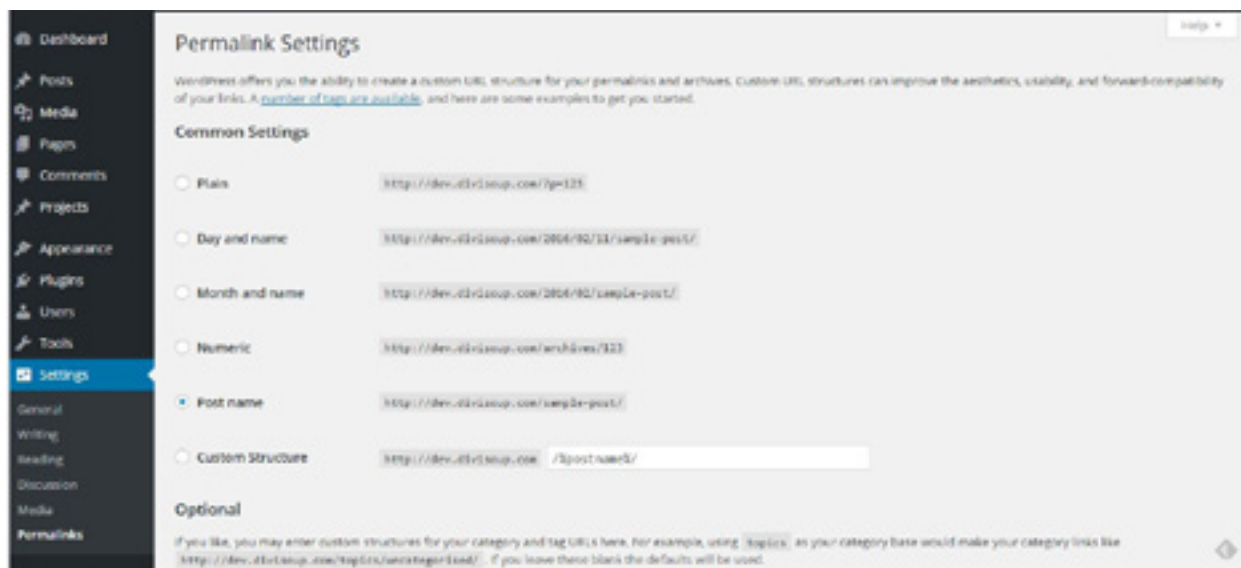 Help
Dashboard
Posts
Media
Pages
Comments
Projects
Appearance
Plugins
Users
Tools
Settings
General
Writing
Reading
Discussion
Media
Permalinks
Permalink Settings
WordPress offers you the ability to create a custom URL structure for your permalinks and archives. Custom URL structures can improve the aesthetics, usability, and forward-compatibility
of your links. A number of tags are available, and here are some examples to get you started.
Common Settings
Plain http://dev.divisoup.com/?p=123
Day and name http://dev.divisoup.com/2016/02/11/sample-post/
Month and name http://dev.divisoup.com/2016/02/sample-post/
Numeric http://dev.divisoup.com/archives/123
Post name http://dev.divisoup.com/sample-post/
Custom Structure http://dev.divisoup.com /%postname%/
Optional
If you like, you may enter custom structures for your category and tag URLs here. For example, using topics as your category base would make your category links like
http://dev.divisoup.com/topics/uncategorized/ . If you leave these blank the defaults will be used.